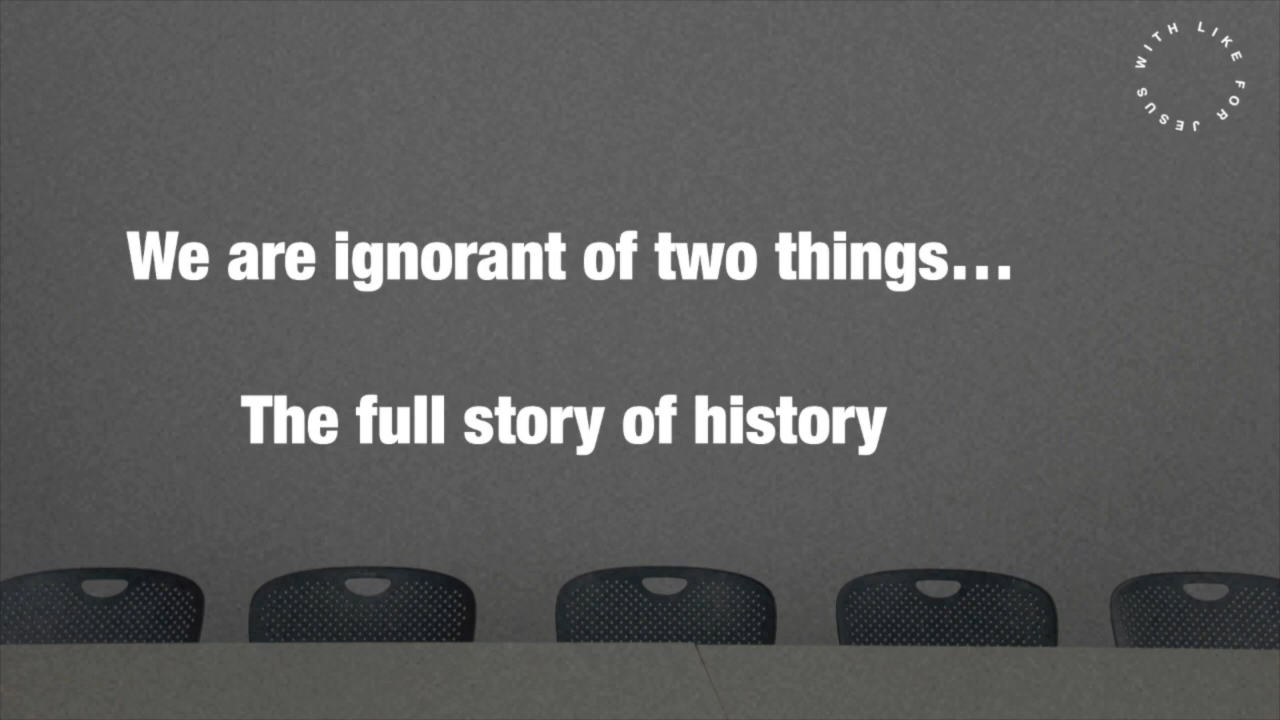 WITH LIKE FOR JESUS
We are ignorant of two things…
The full story of history